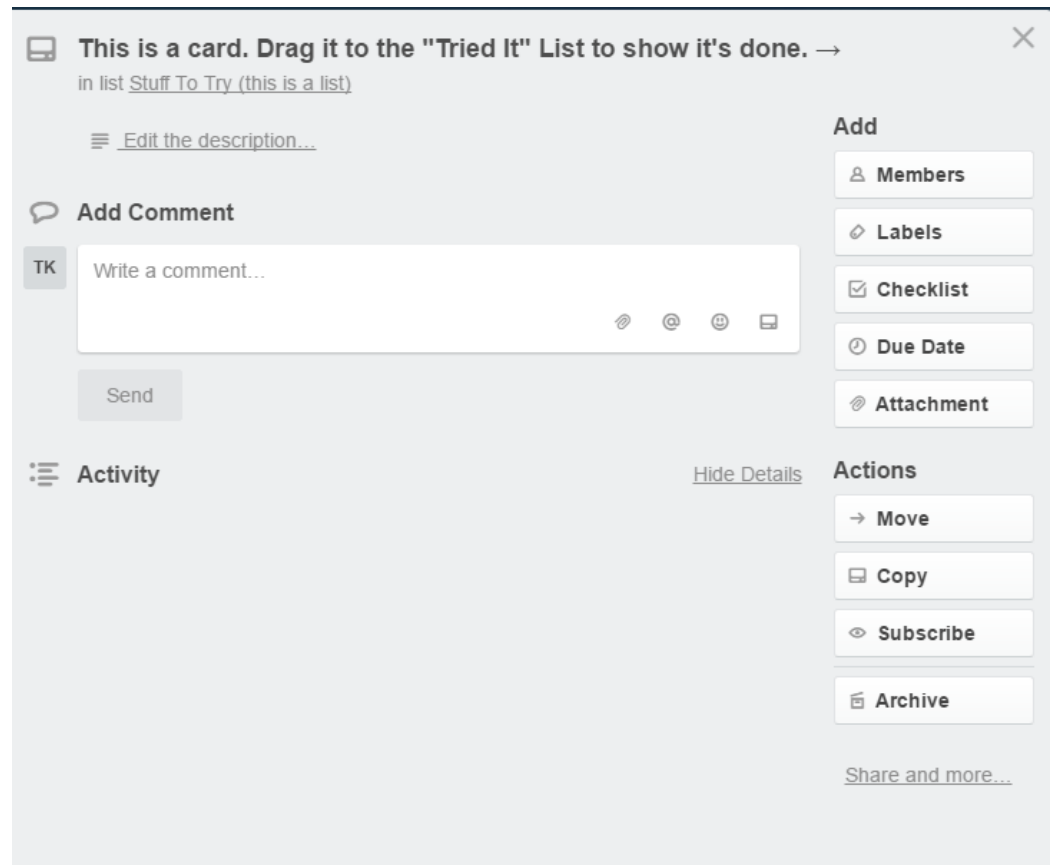 This is a card. Drag it to the "Tried It" List to show it's done. →
in list Stuff To Try (this is a list)
Edit the description…
Add Comment
TK
Write a comment…
Send
Activity
Hide Details
Add
Members
Labels
Checklist
Due Date
Attachment
Actions
Move
Copy
Subscribe
Archive
Share and more…